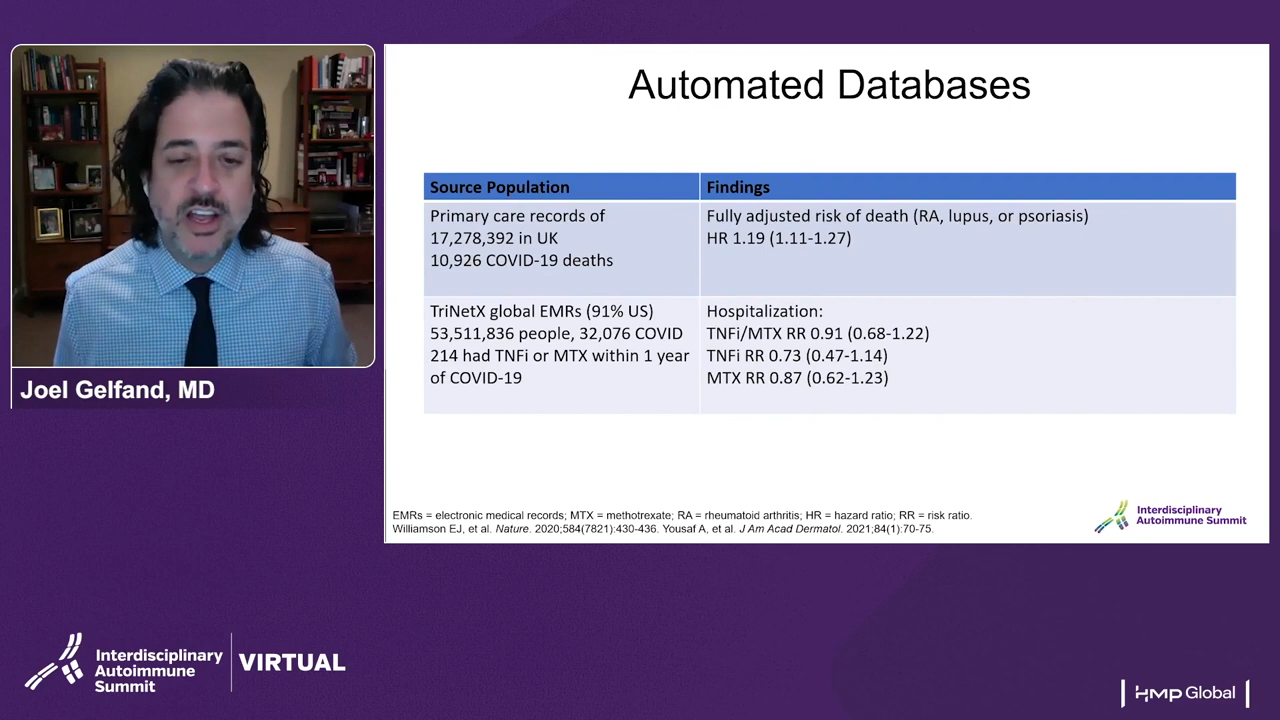 Automated Databases
Source Population
Findings
Primary care records of
17,278,392 in UK
10,926 COVID-19 deaths
Fully adjusted risk of death (RA, lupus, or psoriasis)
HR 1.19 (1.11-1.27)
TriNetX global EMRs (91% US)
53,511,836 people, 32,076 COVID
214 had TNFi or MTX within 1 year
of COVID-19
Hospitalization:
TNFi/MTX RR 0.91 (0.68-1.22)
TNFi RR 0.73 (0.47-1.14)
MTX RR 0.87 (0.62-1.23)
EMRs = electronic medical records; MTX = methotrexate; RA = rheumatoid arthritis; HR = hazard ratio; RR = risk ratio.
Williamson EJ, et al. Nature. 2020;584(7821):430-436. Yousaf A, et al. J Am Acad Dermatol. 2021;84(1):70-75.
Interdisciplinary
Autoimmune Summit
Joel Gelfand, MD
Interdisciplinary
Autoimmune
Summit
VIRTUAL
HMP Global